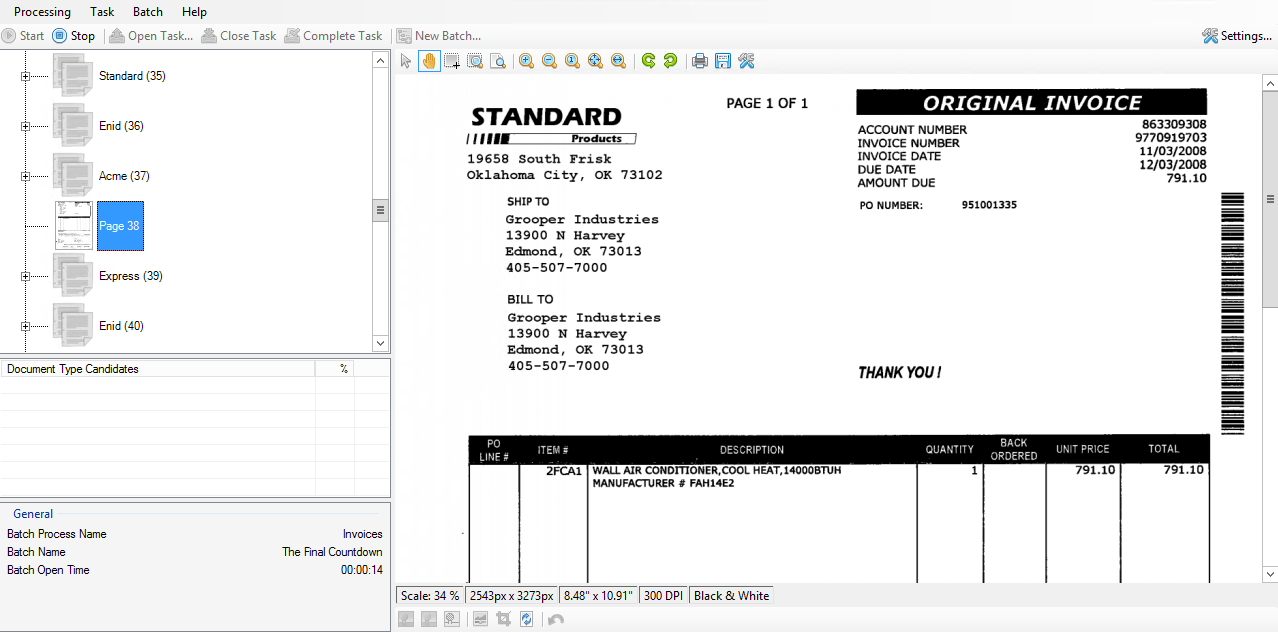 Processing Task Batch Help
Start Stop Open Task... Close Task Complete Task New Batch... Settings...
Standard (35)
Enid (36)
Acme (37)
Page 38
Express (39)
Enid (40)
Document Type Candidates %
General
Batch Process Name Invoices
Batch Name The Final Countdown
Batch Open Time 00:00:14
STANDARD
Products
19658 South Frisk
Oklahoma City, OK 73102
PAGE 1 OF 1
ORIGINAL INVOICE
ACCOUNT NUMBER 863309308
INVOICE NUMBER 9770919703
INVOICE DATE 11/03/2008
DUE DATE 12/03/2008
AMOUNT DUE 791.10
PO NUMBER: 951001335
SHIP TO
Grooper Industries
13900 N Harvey
Edmond, OK 73013
405-507-7000
BILL TO
Grooper Industries
13900 N Harvey
Edmond, OK 73013
405-507-7000
THANK YOU !
PO LINE # ITEM # DESCRIPTION QUANTITY BACK ORDERED UNIT PRICE TOTAL
2FCA1 WALL AIR CONDITIONER,COOL HEAT,14000BTUH 1 791.10 791.10
MANUFACTURER # FAH14E2
Scale: 34 % 2543px x 3273px 8.48" x 10.91" 300 DPI Black & White